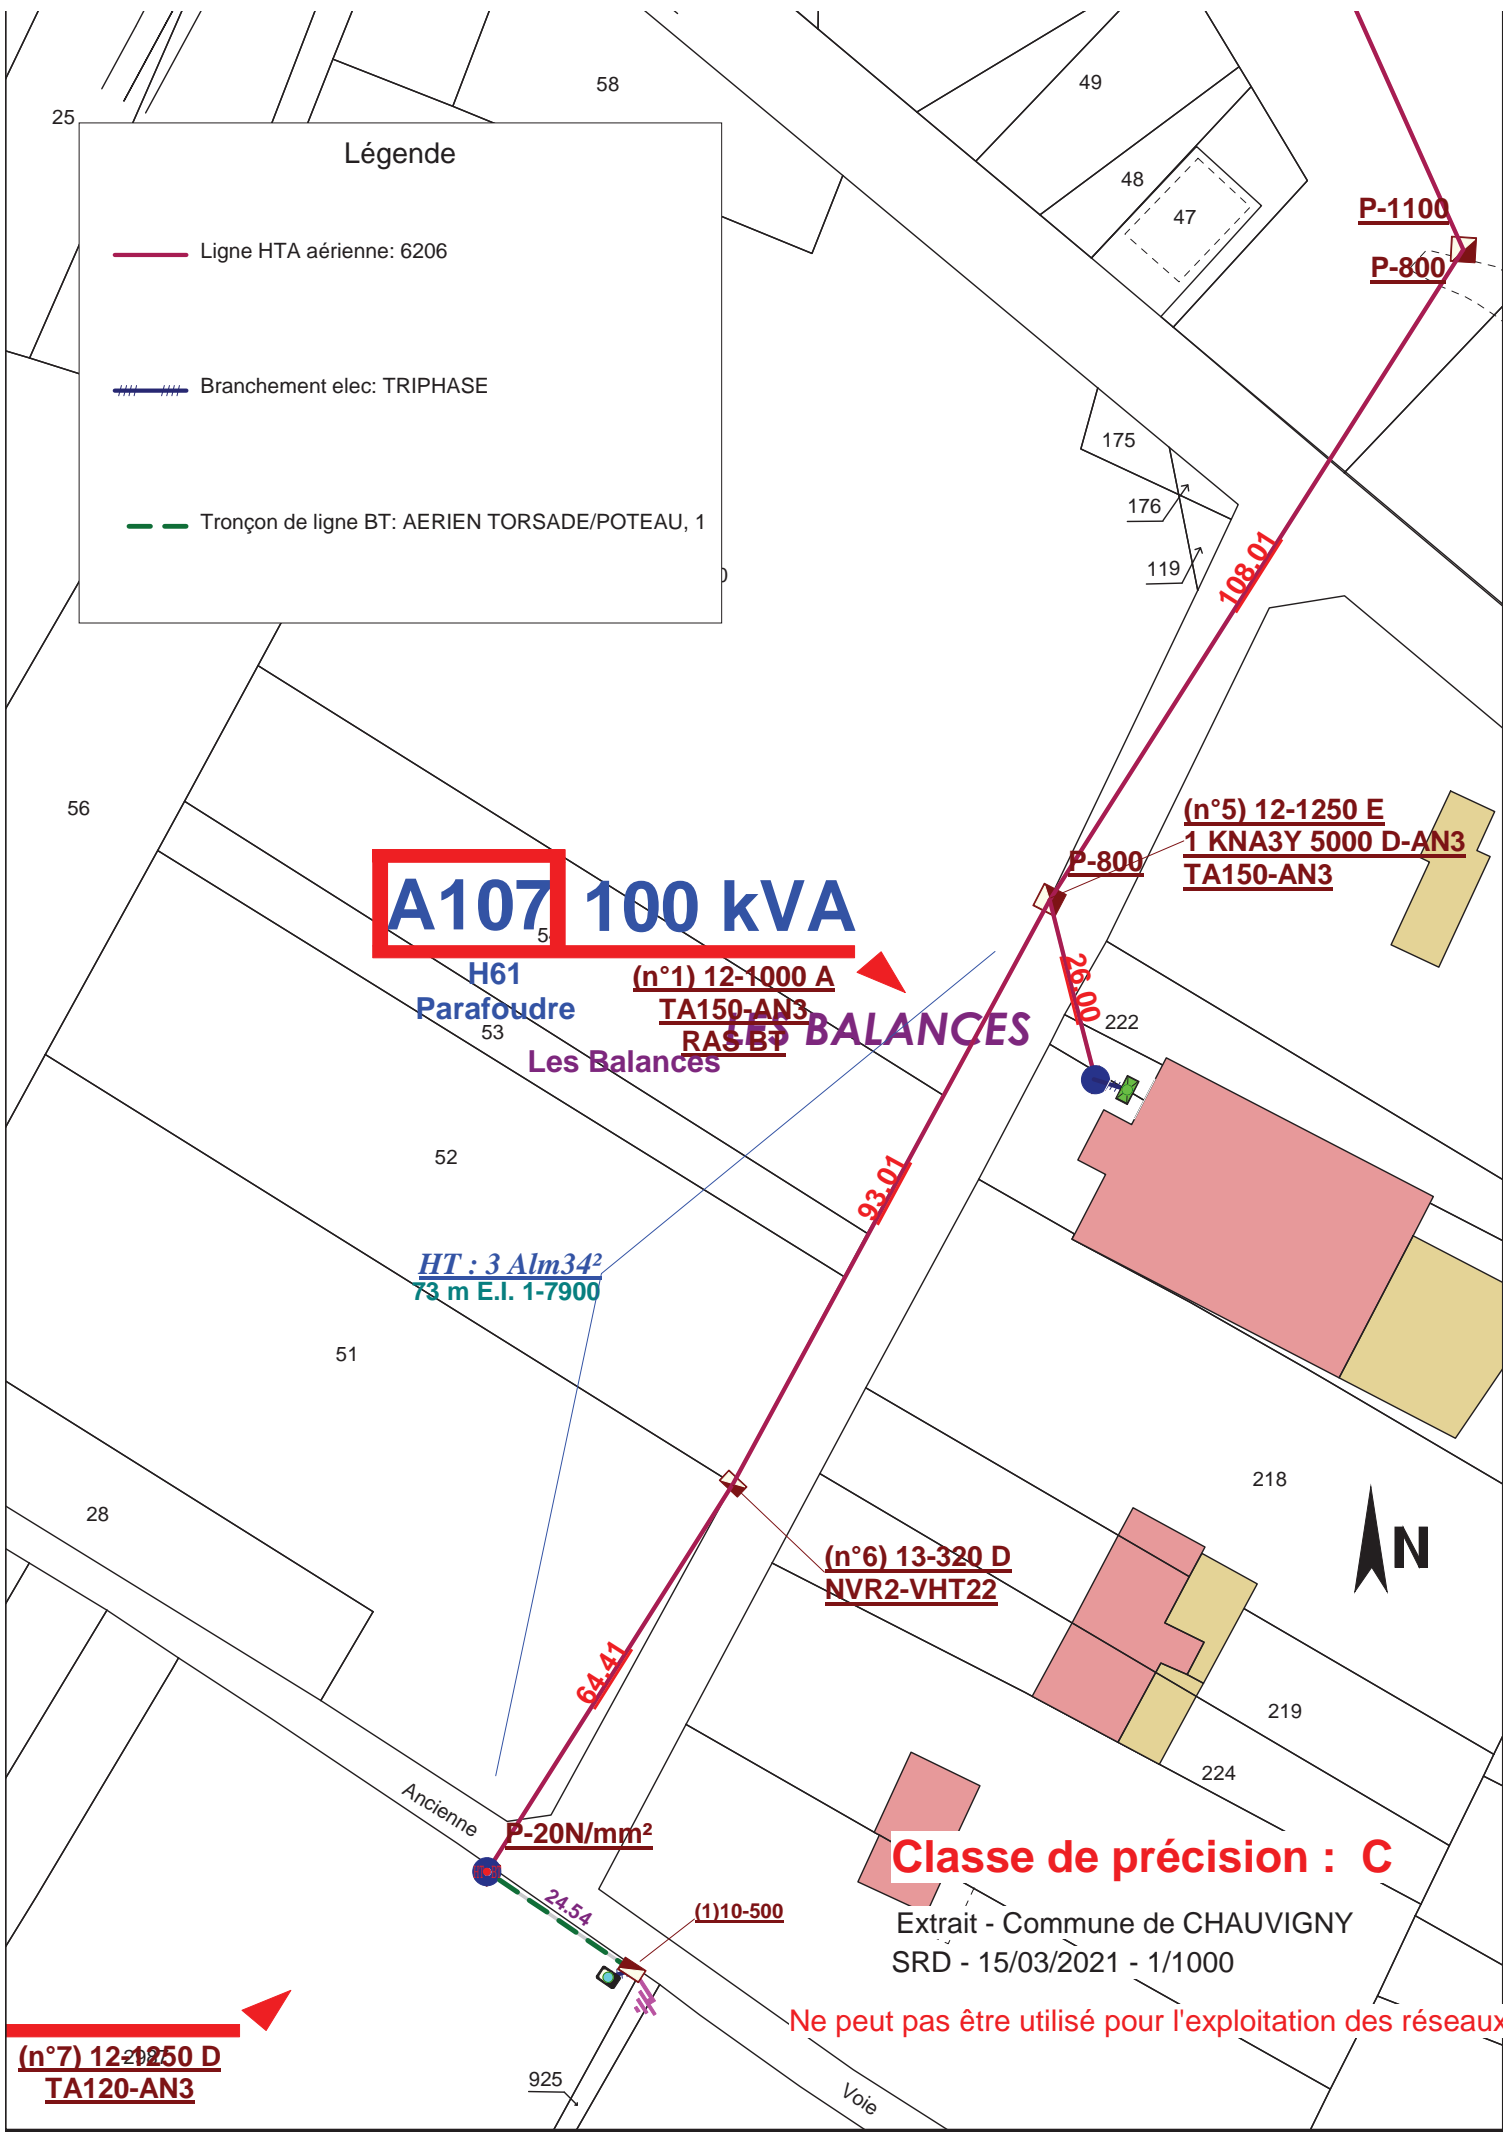 58
49
25
Légende
48
47
P-1100
Ligne HTA aérienne: 6206
P-800
Branchement elec: TRIPHASE
175
176
Tronçon de ligne BT: AERIEN TORSADE/POTEAU, 1
119
108.01
56
(n°5) 12-1250 E
1 KNA3Y 5000 D-AN3
TA150-AN3
P-800
A107 100 kVA
H61
Parafoudre
(n°1) 12-1000 A
TA150-AN3
RAS BT
26.00
LES BALANCES
222
53
Les Balances
52
93.01
HT : 3 Alm34²
73 m E.I. 1-7900
51
218
28
N
(n°6) 13-320 D
NVR2-VHT22
64.41
219
224
Ancienne
P-20N/mm²
Classe de précision : C
24.54
(1)10-500
Extrait - Commune de CHAUVIGNY
SRD - 15/03/2021 - 1/1000
Ne peut pas être utilisé pour l'exploitation des réseaux
(n°7) 12-1250 D
TA120-AN3
925
Voie